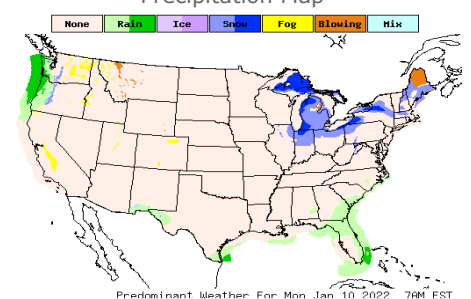 Precipitation Map
None Rain Ice Snow Fog Blowing Mix
Predominant Weather For Mon Jan 10 2022 7AM EST